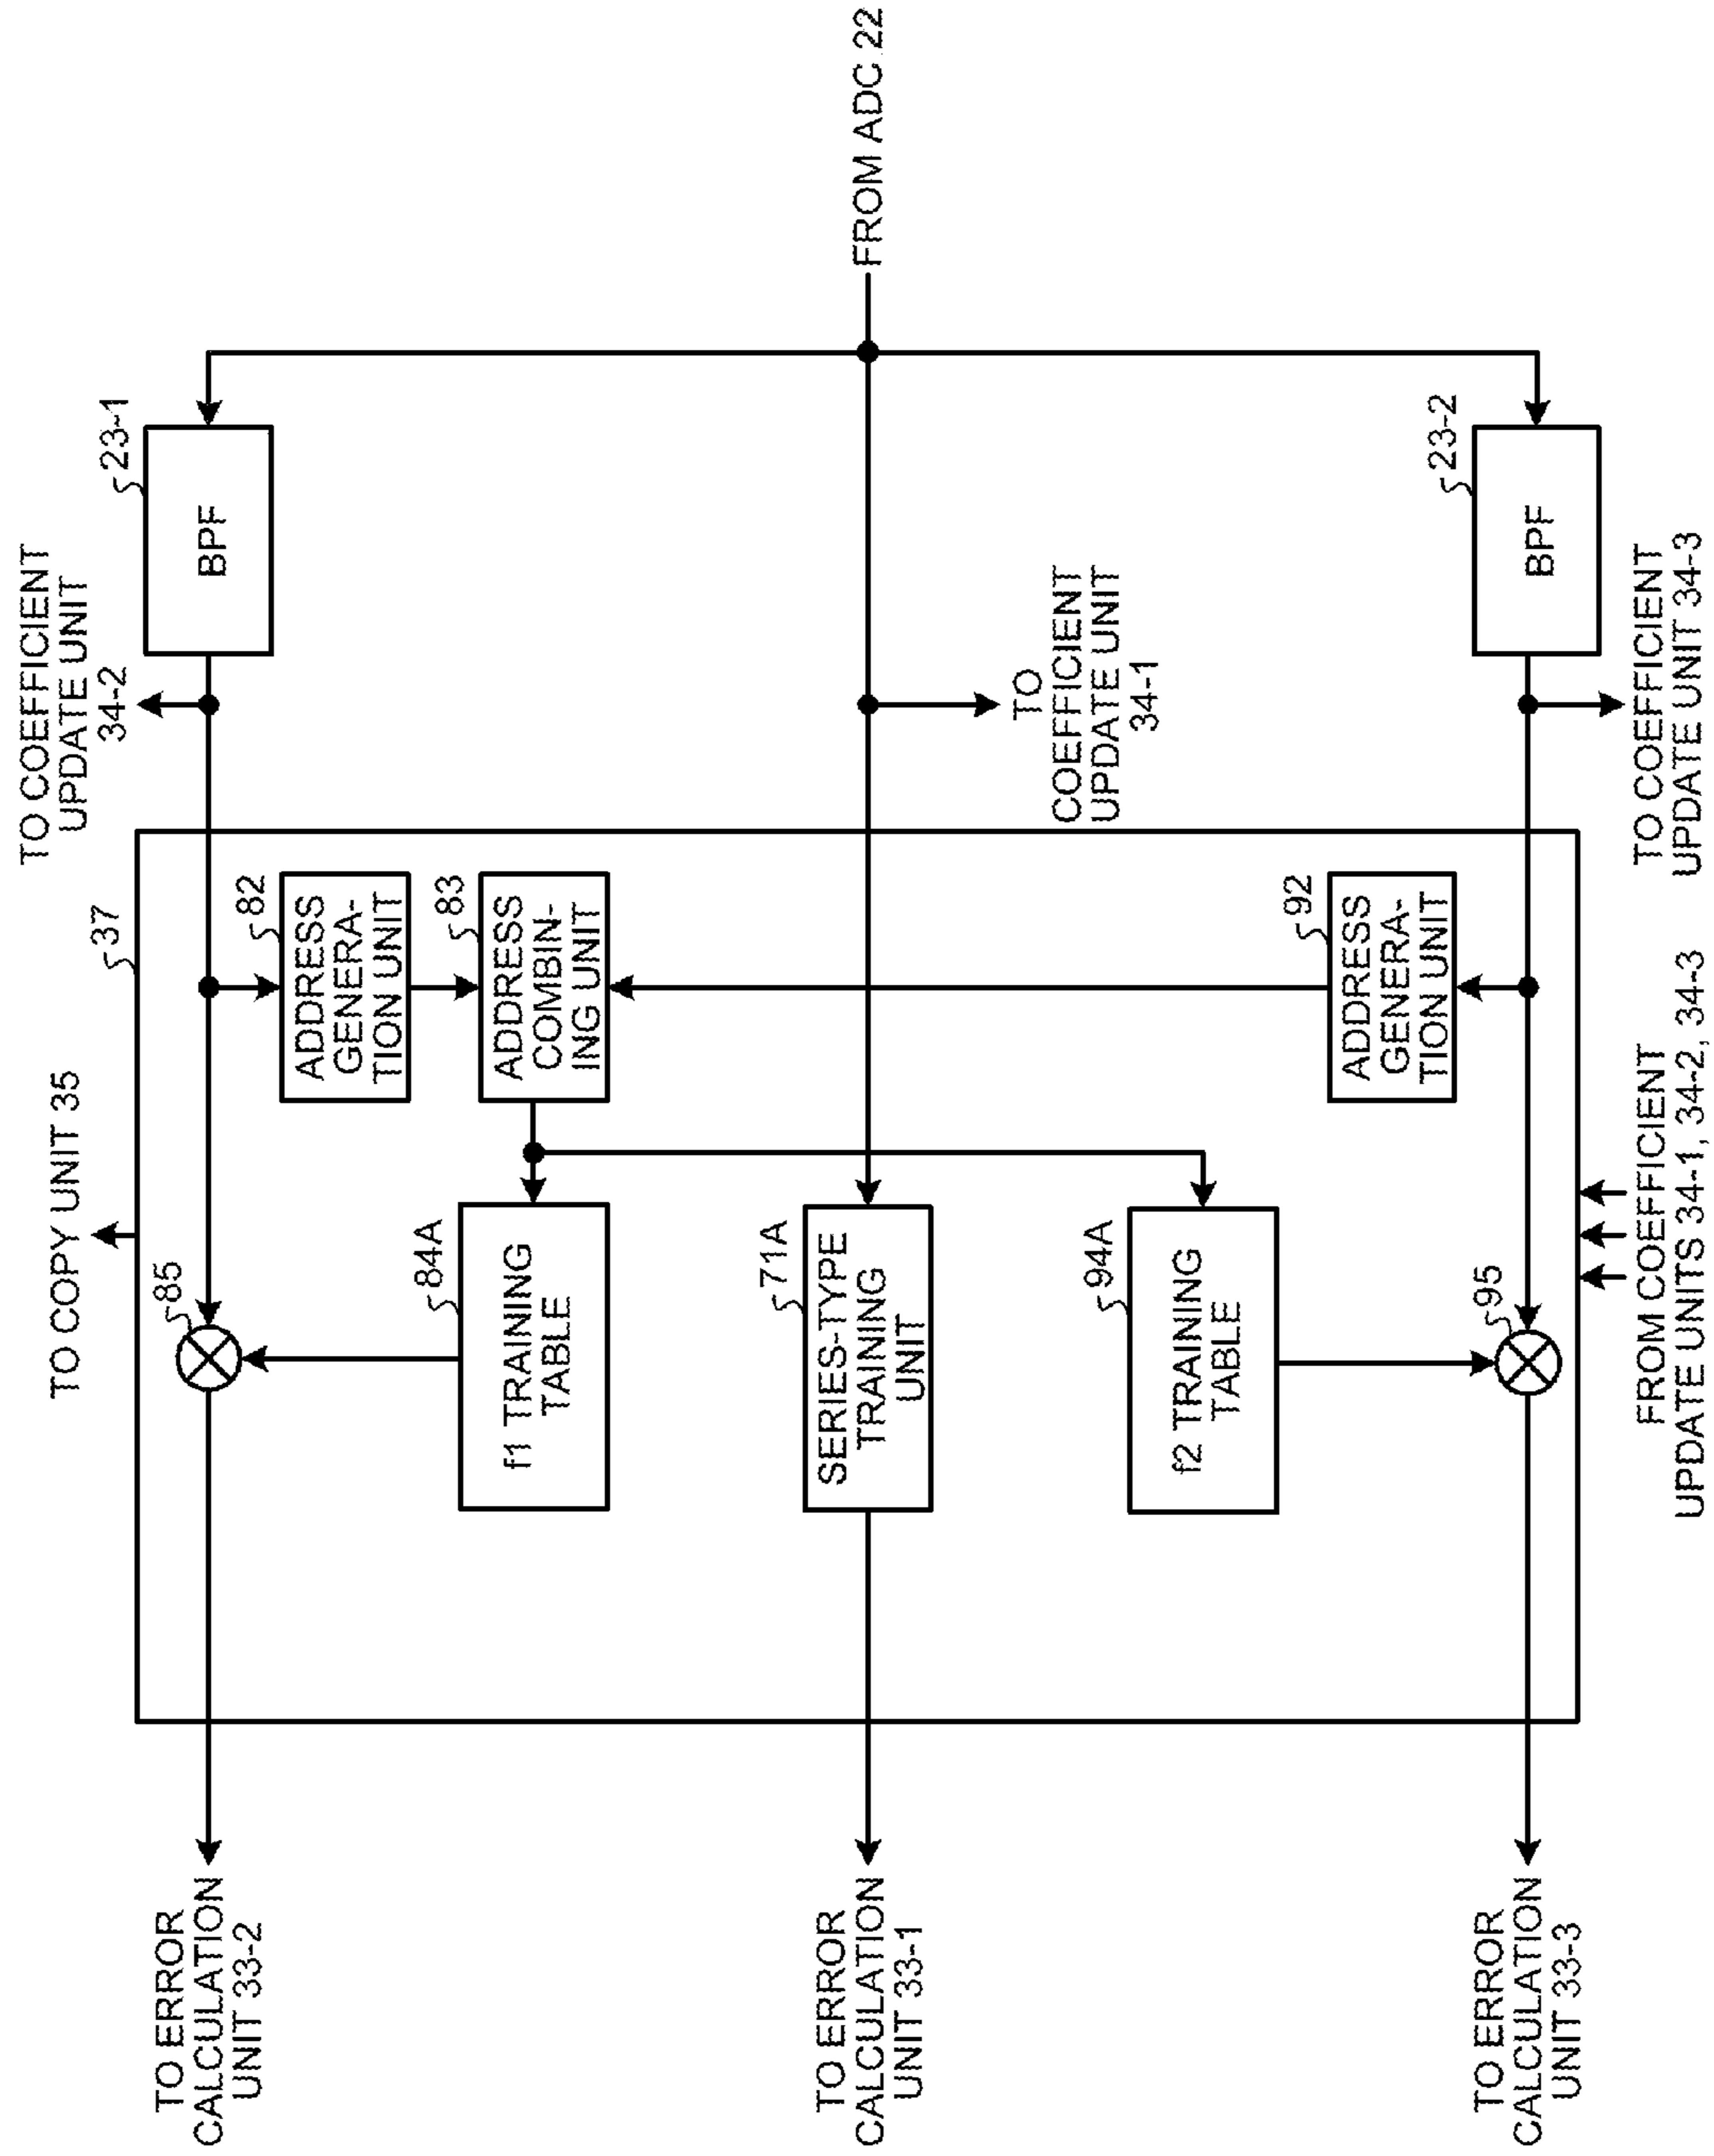 TO COEFFICIENT
UPDATE UNIT
34-2
23-1
BPF
FROM ADC 22
TO
COEFFICIENT
UPDATE UNIT
34-1
23-2
BPF
TO COEFFICIENT
UPDATE UNIT 34-3
37
82
ADDRESS
GENERA-
TION UNIT
83
ADDRESS
COMBIN-
ING UNIT
92
ADDRESS
GENERA-
TION UNIT
TO COPY UNIT 35
85
84A
f1 TRAINING
TABLE
71A
SERIES-TYPE
TRAINING
UNIT
94A
f2 TRAINING
TABLE
95
FROM COEFFICIENT
UPDATE UNITS 34-1, 34-2, 34-3
TO ERROR
CALCULATION
UNIT 33-2
TO ERROR
CALCULATION
UNIT 33-1
TO ERROR
CALCULATION
UNIT 33-3